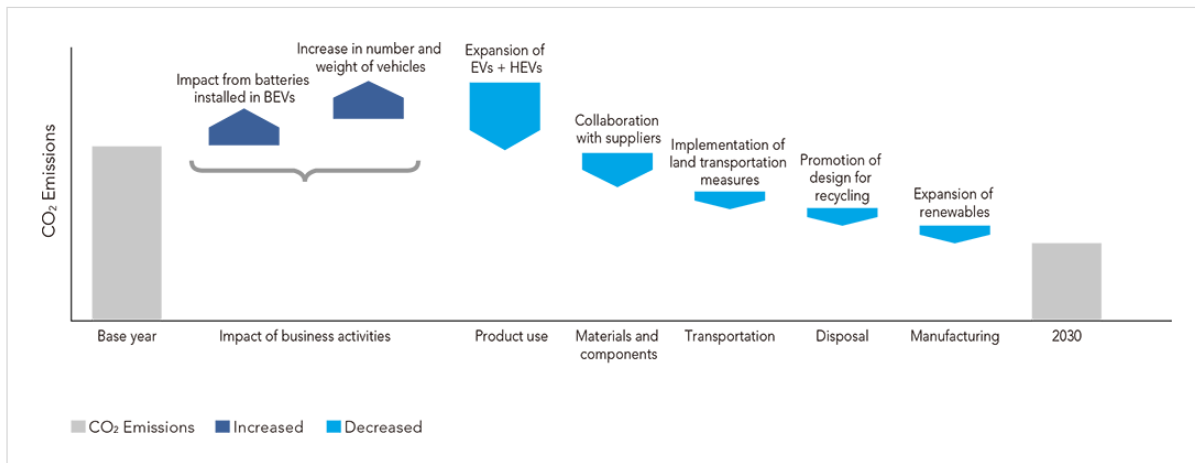 Increase in number and
weight of vehicles
Expansion of
EVs + HEVs
Impact from batteries
installed in BEVs
Collaboration
with suppliers
Implementation of
land transportation
measures
Promotion of
design for
recycling
Expansion of
renewables
CO₂ Emissions
Base year
Impact of business activities
Product use
Materials and
components
Transportation
Disposal
Manufacturing
2030
CO₂ Emissions
Increased
Decreased